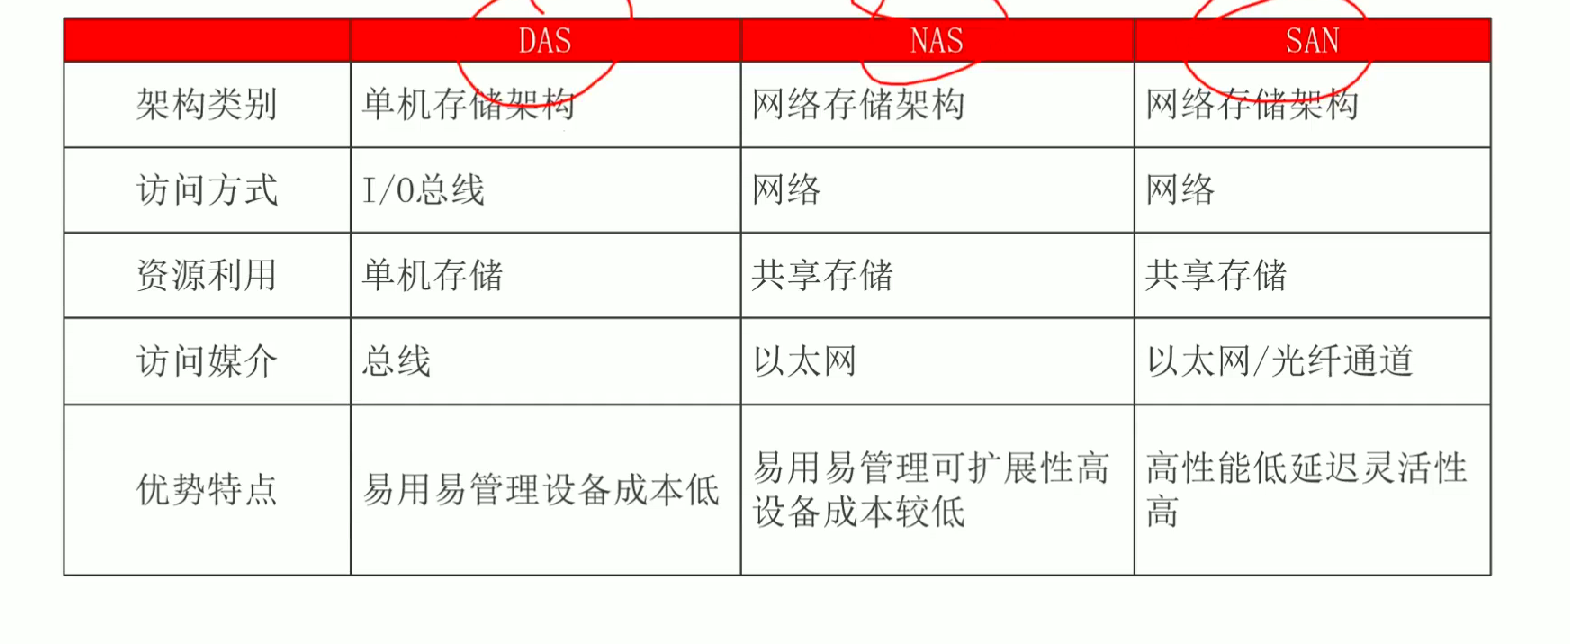 DAS NAS SAN
架构类别 单机存储架构 网络存储架构 网络存储架构
访问方式 I/O总线 网络 网络
资源利用 单机存储 共享存储 共享存储
访问媒介 总线 以太网 以太网/光纤通道
优势特点 易用易管理设备成本低 易用易管理可扩展性高 高性能低延迟灵活性
设备成本较低 高